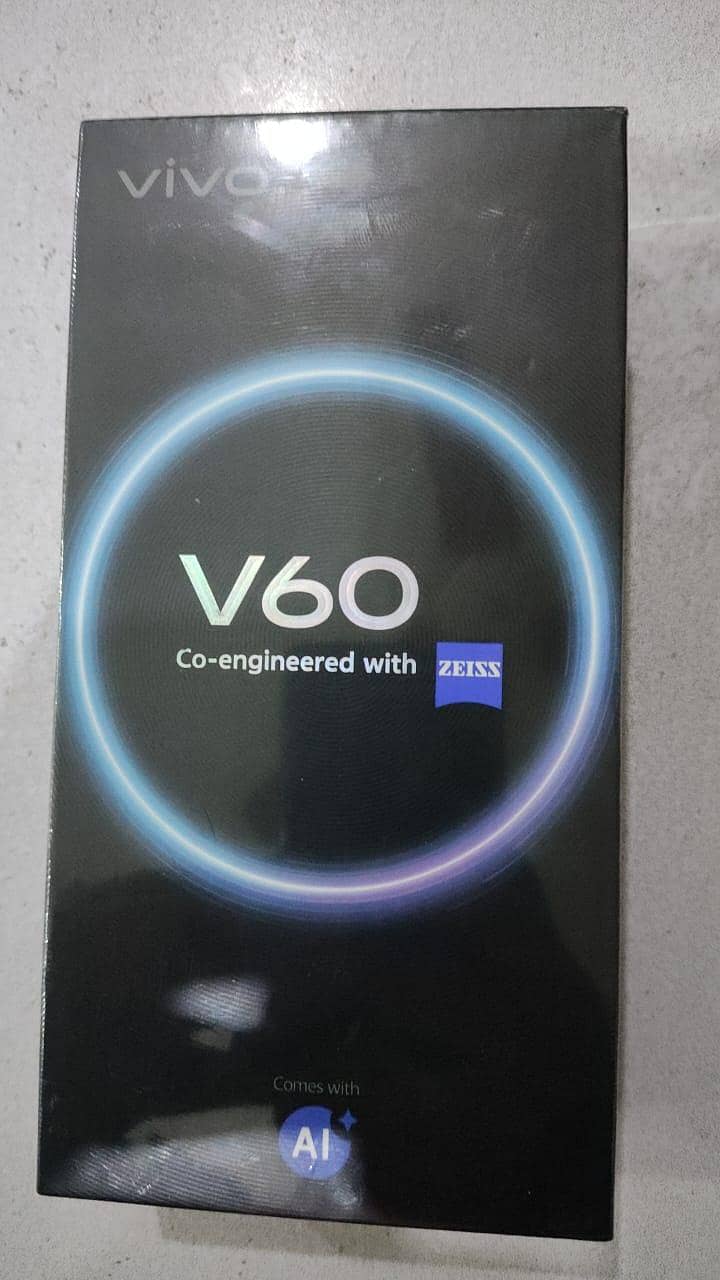 vivo
V60
Co-engineered with ZEISS
Comes with
AI